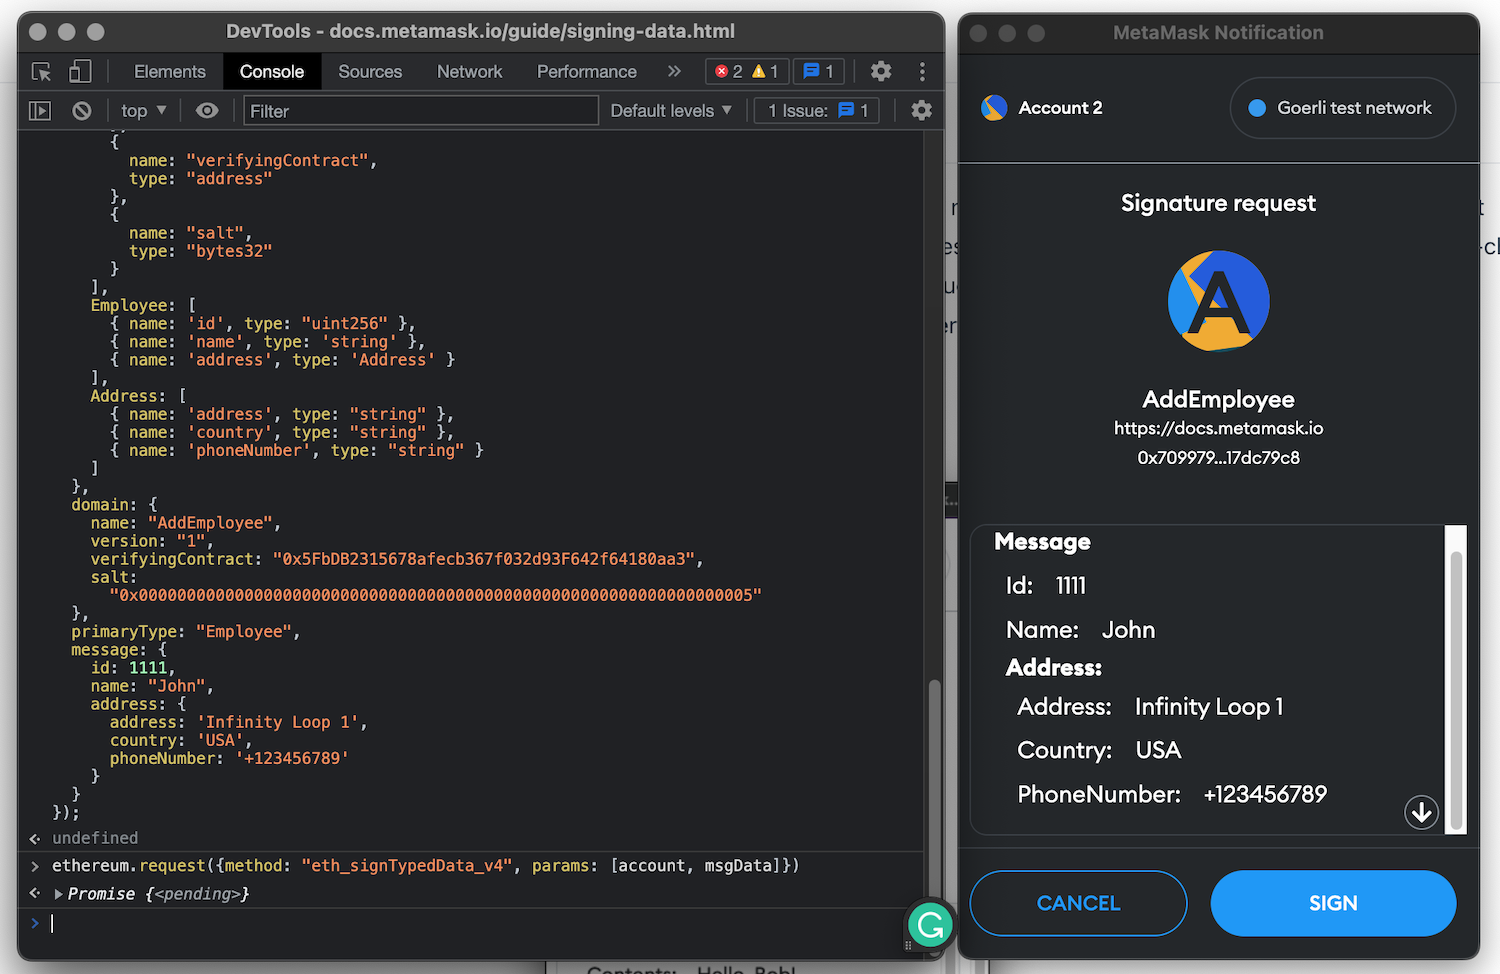 DevTools - docs.metamask.io/guide/signing-data.html
Elements Console Sources Network Performance » 2 1 1
top ▼ Filter Default levels ▼ 1 Issue: 1
{
name: "verifyingContract",
type: "address"
},
{
name: "salt",
type: "bytes32"
}
],
Employee: [
{ name: 'id', type: "uint256" },
{ name: 'name', type: 'string' },
{ name: 'address', type: 'Address' }
],
Address: [
{ name: 'address', type: "string" },
{ name: 'country', type: "string" },
{ name: 'phoneNumber', type: "string" }
]
},
domain: {
name: "AddEmployee",
version: "1",
verifyingContract: "0x5FbDB2315678afecb367f032d93F642f64180aa3",
salt:
"0x0000000000000000000000000000000000000000000000000000000000000005"
},
primaryType: "Employee",
message: {
id: 1111,
name: "John",
address: {
address: 'Infinity Loop 1',
country: 'USA',
phoneNumber: '+123456789'
}
}
});
undefined
ethereum.request({method: "eth_signTypedData_v4", params: [account, msgData]})
Promise {<pending>}
MetaMask Notification
Account 2
Goerli test network
Signature request
A
AddEmployee
https://docs.metamask.io
0x709979...17dc79c8
Message
Id: 1111
Name: John
Address:
Address: Infinity Loop 1
Country: USA
PhoneNumber: +123456789
CANCEL
SIGN
Contents: Hello, Bob!